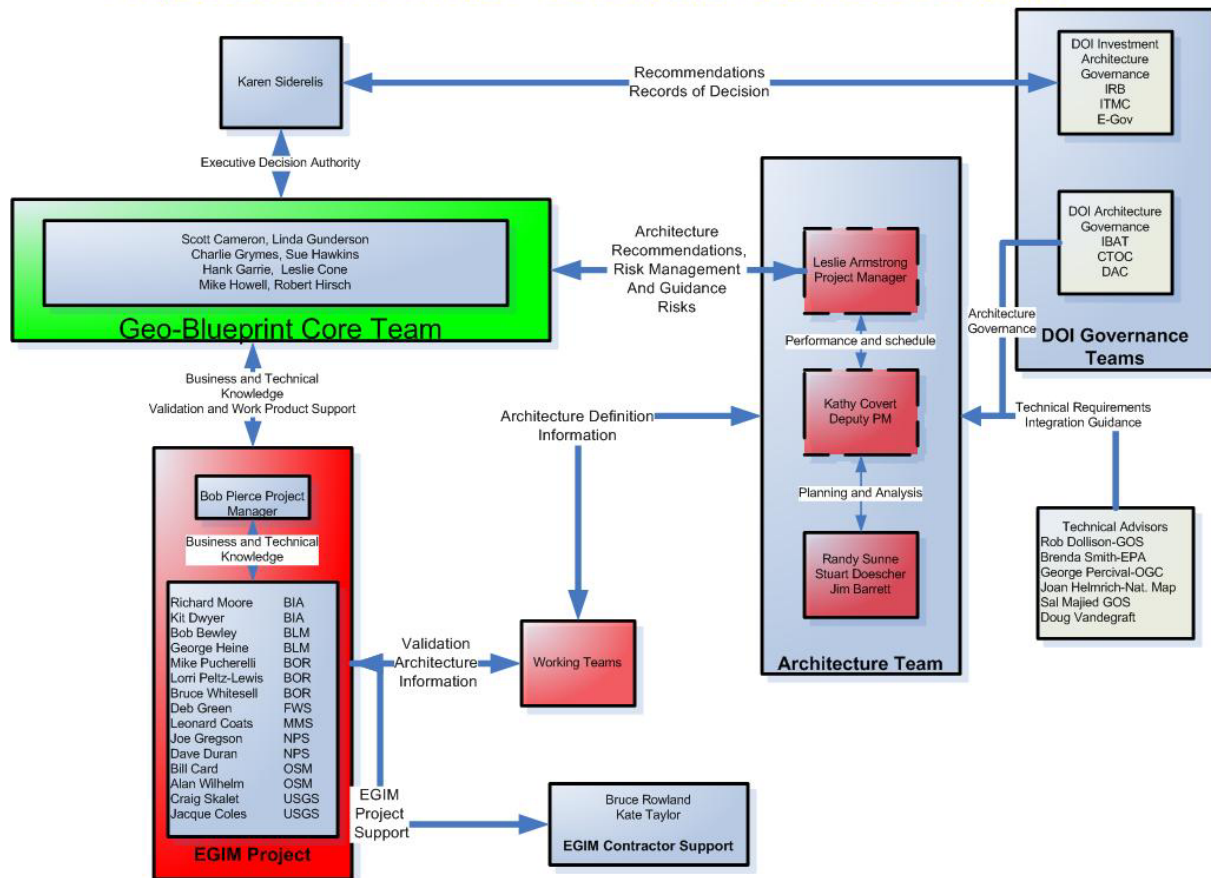 Karen Siderelis
Recommendations
Records of Decision
DOI Investment
Architecture
Governance
IRB
ITMC
E-Gov
Executive Decision Authority
Scott Cameron, Linda Gunderson
Charlie Grymes, Sue Hawkins
Hank Garrie, Leslie Cone
Mike Howell, Robert Hirsch
Geo-Blueprint Core Team
Architecture
Recommendations,
Risk Management
And Guidance
Risks
Leslie Armstrong
Project Manager
DOI Architecture
Governance
IBAT
CTOC
DAC
Architecture
Governance
DOI Governance
Teams
Performance and schedule
Business and Technical
Knowledge
Validation and Work Product Support
Architecture Definition
Information
Kathy Covert
Deputy PM
Technical Requirements
Integration Guidance
Bob Pierce Project
Manager
Business and Technical
Knowledge
Planning and Analysis
Randy Sunne
Stuart Doescher
Jim Barrett
Architecture Team
Technical Advisors
Rob Dollison-GOS
Brenda Smith-EPA
George Percival-OGC
Joan Helmrich-Nat. Map
Sal Majied GOS
Doug Vandegraft
Richard Moore BIA
Kit Dwyer BIA
Bob Bewley BLM
George Heine BLM
Mike Pucherelli BOR
Lorri Peltz-Lewis BOR
Bruce Whitesell BOR
Deb Green FWS
Leonard Coats MMS
Joe Gregson NPS
Dave Duran NPS
Bill Card OSM
Alan Wilhelm OSM
Craig Skalet USGS
Jacque Coles USGS
EGIM Project
Validation
Architecture
Information
Working Teams
EGIM
Project
Support
Bruce Rowland
Kate Taylor
EGIM Contractor Support